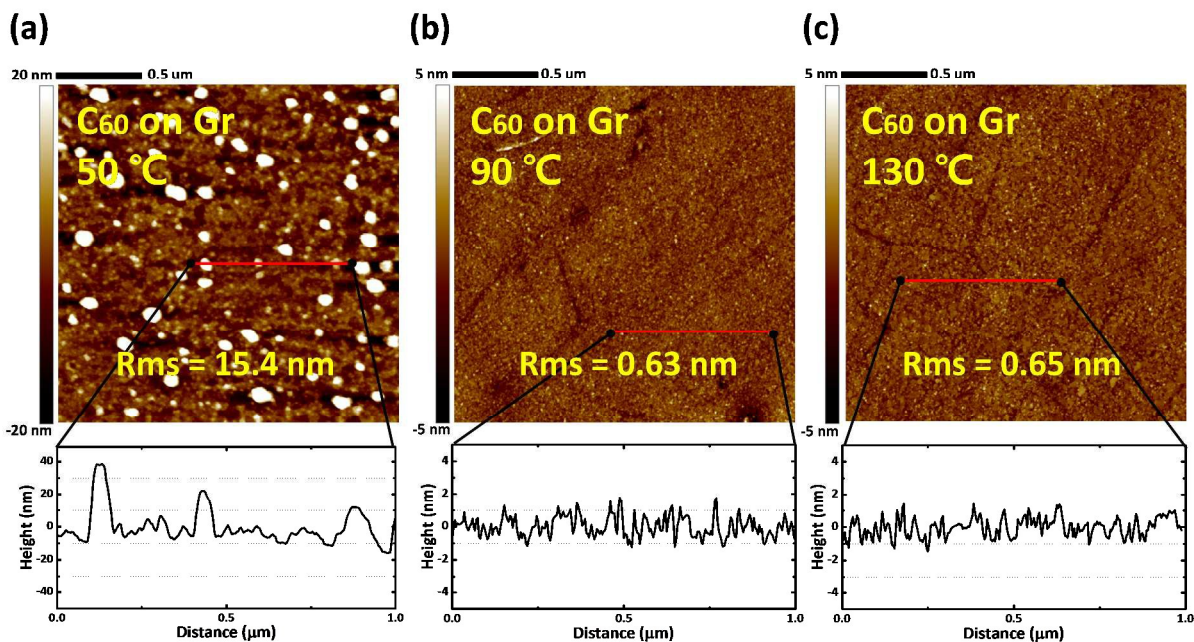 (a)
20 nm 0.5 um
C60 on Gr
50 ℃
Rms = 15.4 nm
-20 nm
Height (nm)
40
20
0
-20
-40
0.0 0.5 1.0
Distance (μm)
(b)
5 nm 0.5 um
C60 on Gr
90 ℃
Rms = 0.63 nm
-5 nm
Height (nm)
4
2
0
-2
-4
0.0 0.5 1.0
Distance (μm)
(c)
5 nm 0.5 um
C60 on Gr
130 ℃
Rms = 0.65 nm
-5 nm
Height (nm)
4
2
0
-2
-4
0.0 0.5 1.0
Distance (μm)